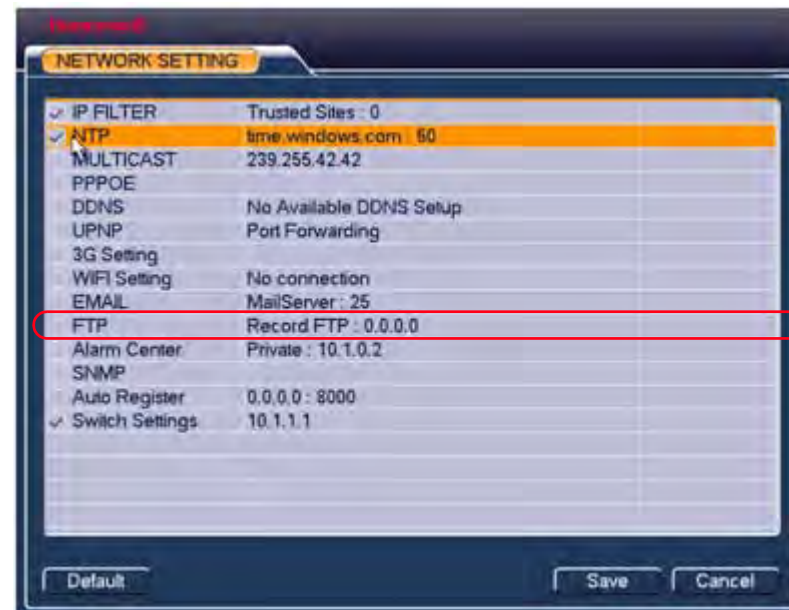 Honeywell
NETWORK SETTING
IP FILTER Trusted Sites : 0
NTP time.windows.com : 60
MULTICAST 239.255.42.42
PPPOE
DDNS No Available DDNS Setup
UPNP Port Forwarding
3G Setting
WIFI Setting No connection
EMAIL MailServer : 25
FTP Record FTP : 0.0.0.0
Alarm Center Private : 10.1.0.2
SNMP
Auto Register 0.0.0.0 : 8000
Switch Settings 10.1.1.1
Default Save Cancel